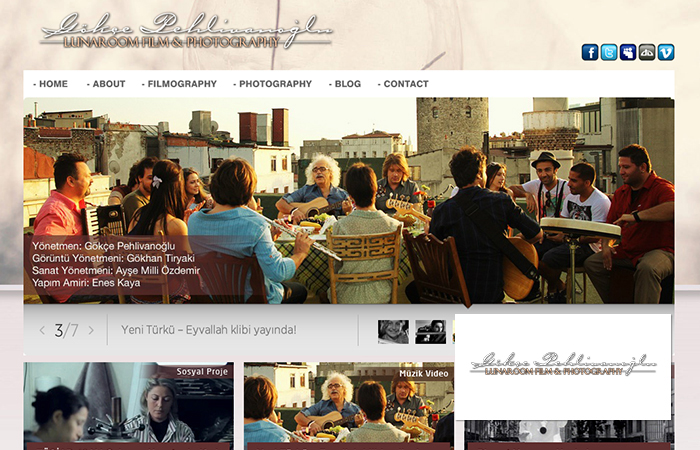 Gökçe Pehlivanoğlu
LUNAROOM FILM & PHOTOGRAPHY
- HOME - ABOUT - FILMOGRAPHY - PHOTOGRAPHY - BLOG - CONTACT
Yönetmen: Gökçe Pehlivanoğlu
Görüntü Yönetmeni: Gökhan Tiryaki
Sanat Yönetmeni: Ayşe Milli Özdemir
Yapım Amiri: Enes Kaya
3/7 Yeni Türkü – Eyvallah klibi yayında!
Sosyal Proje
Müzik Video
Gökçe Pehlivanoğlu
LUNAROOM FILM & PHOTOGRAPHY